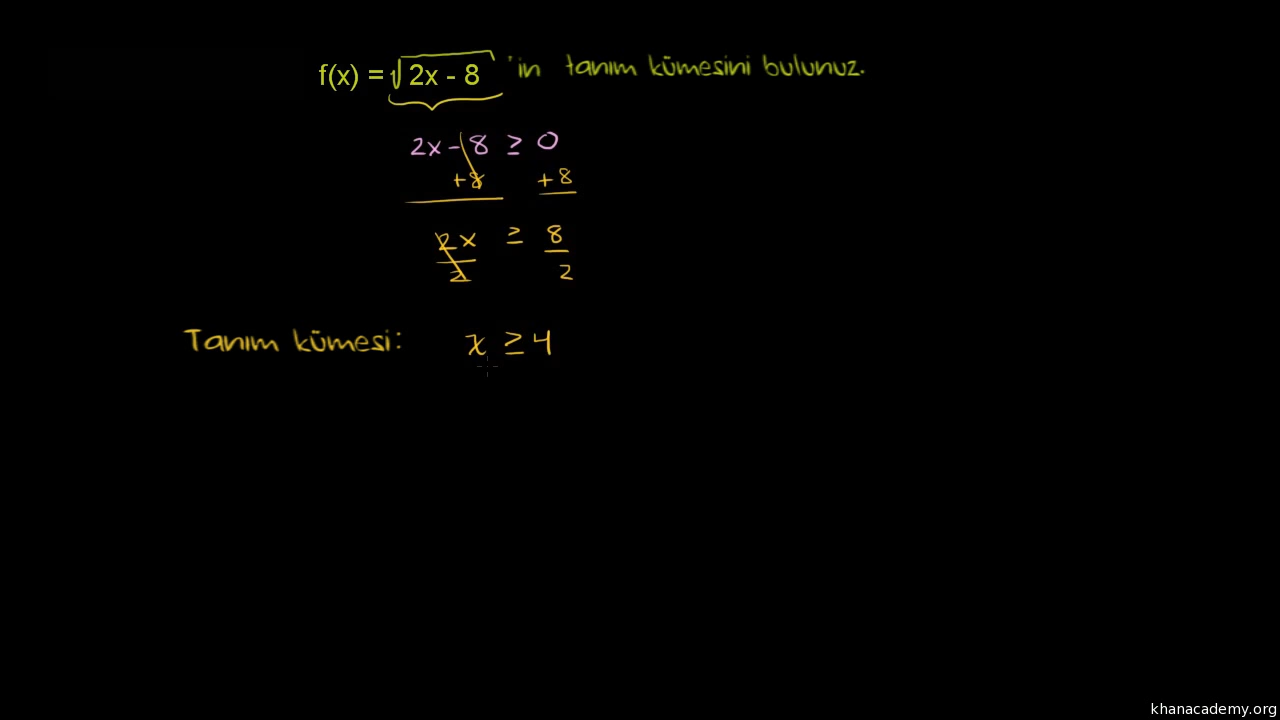 f(x) = √2x - 8 'in tanım kümesini bulunuz.
2x - 8 ≥ 0
+8 +8
2x ≥ 8
2 2
Tanım kümesi: x ≥ 4
khanacademy.org